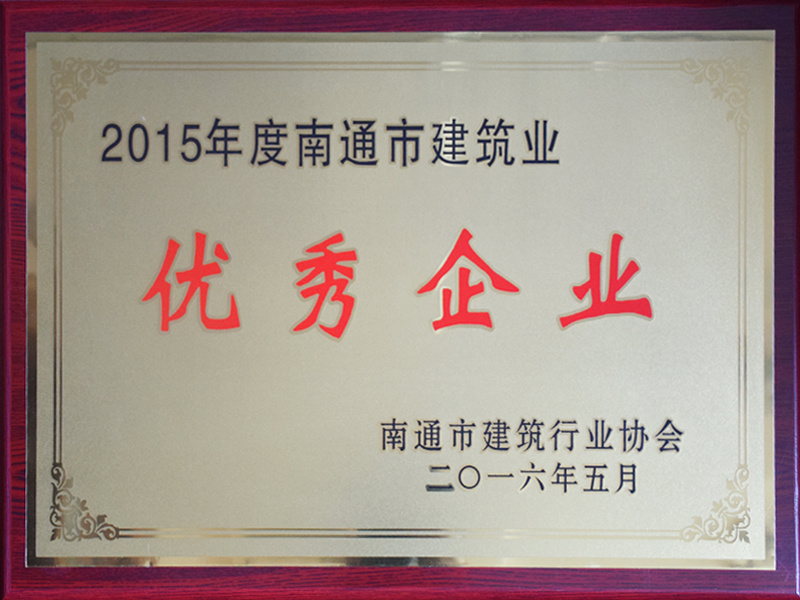 2015年度南通市建筑业
优秀企业
南通市建筑行业协会
二〇一六年五月